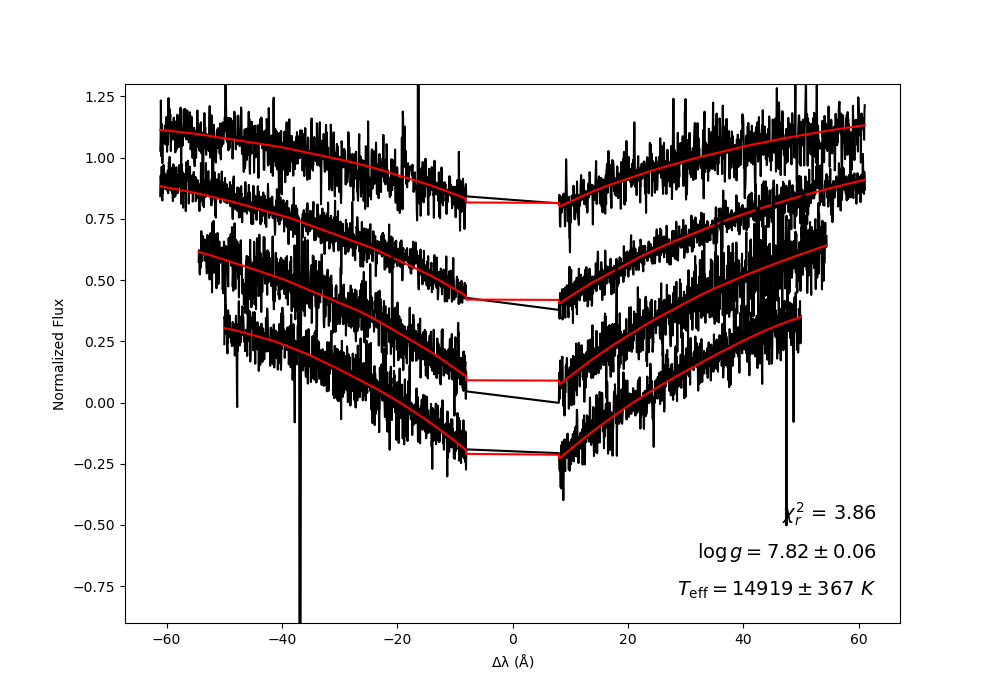 Normalized Flux
1.25
1.00
0.75
0.50
0.25
0.00
−0.25
−0.50
−0.75
χ²ᵣ = 3.86
log g = 7.82 ± 0.06
T_eff = 14919 ± 367 K
−60 −40 −20 0 20 40 60
Δλ (Å)